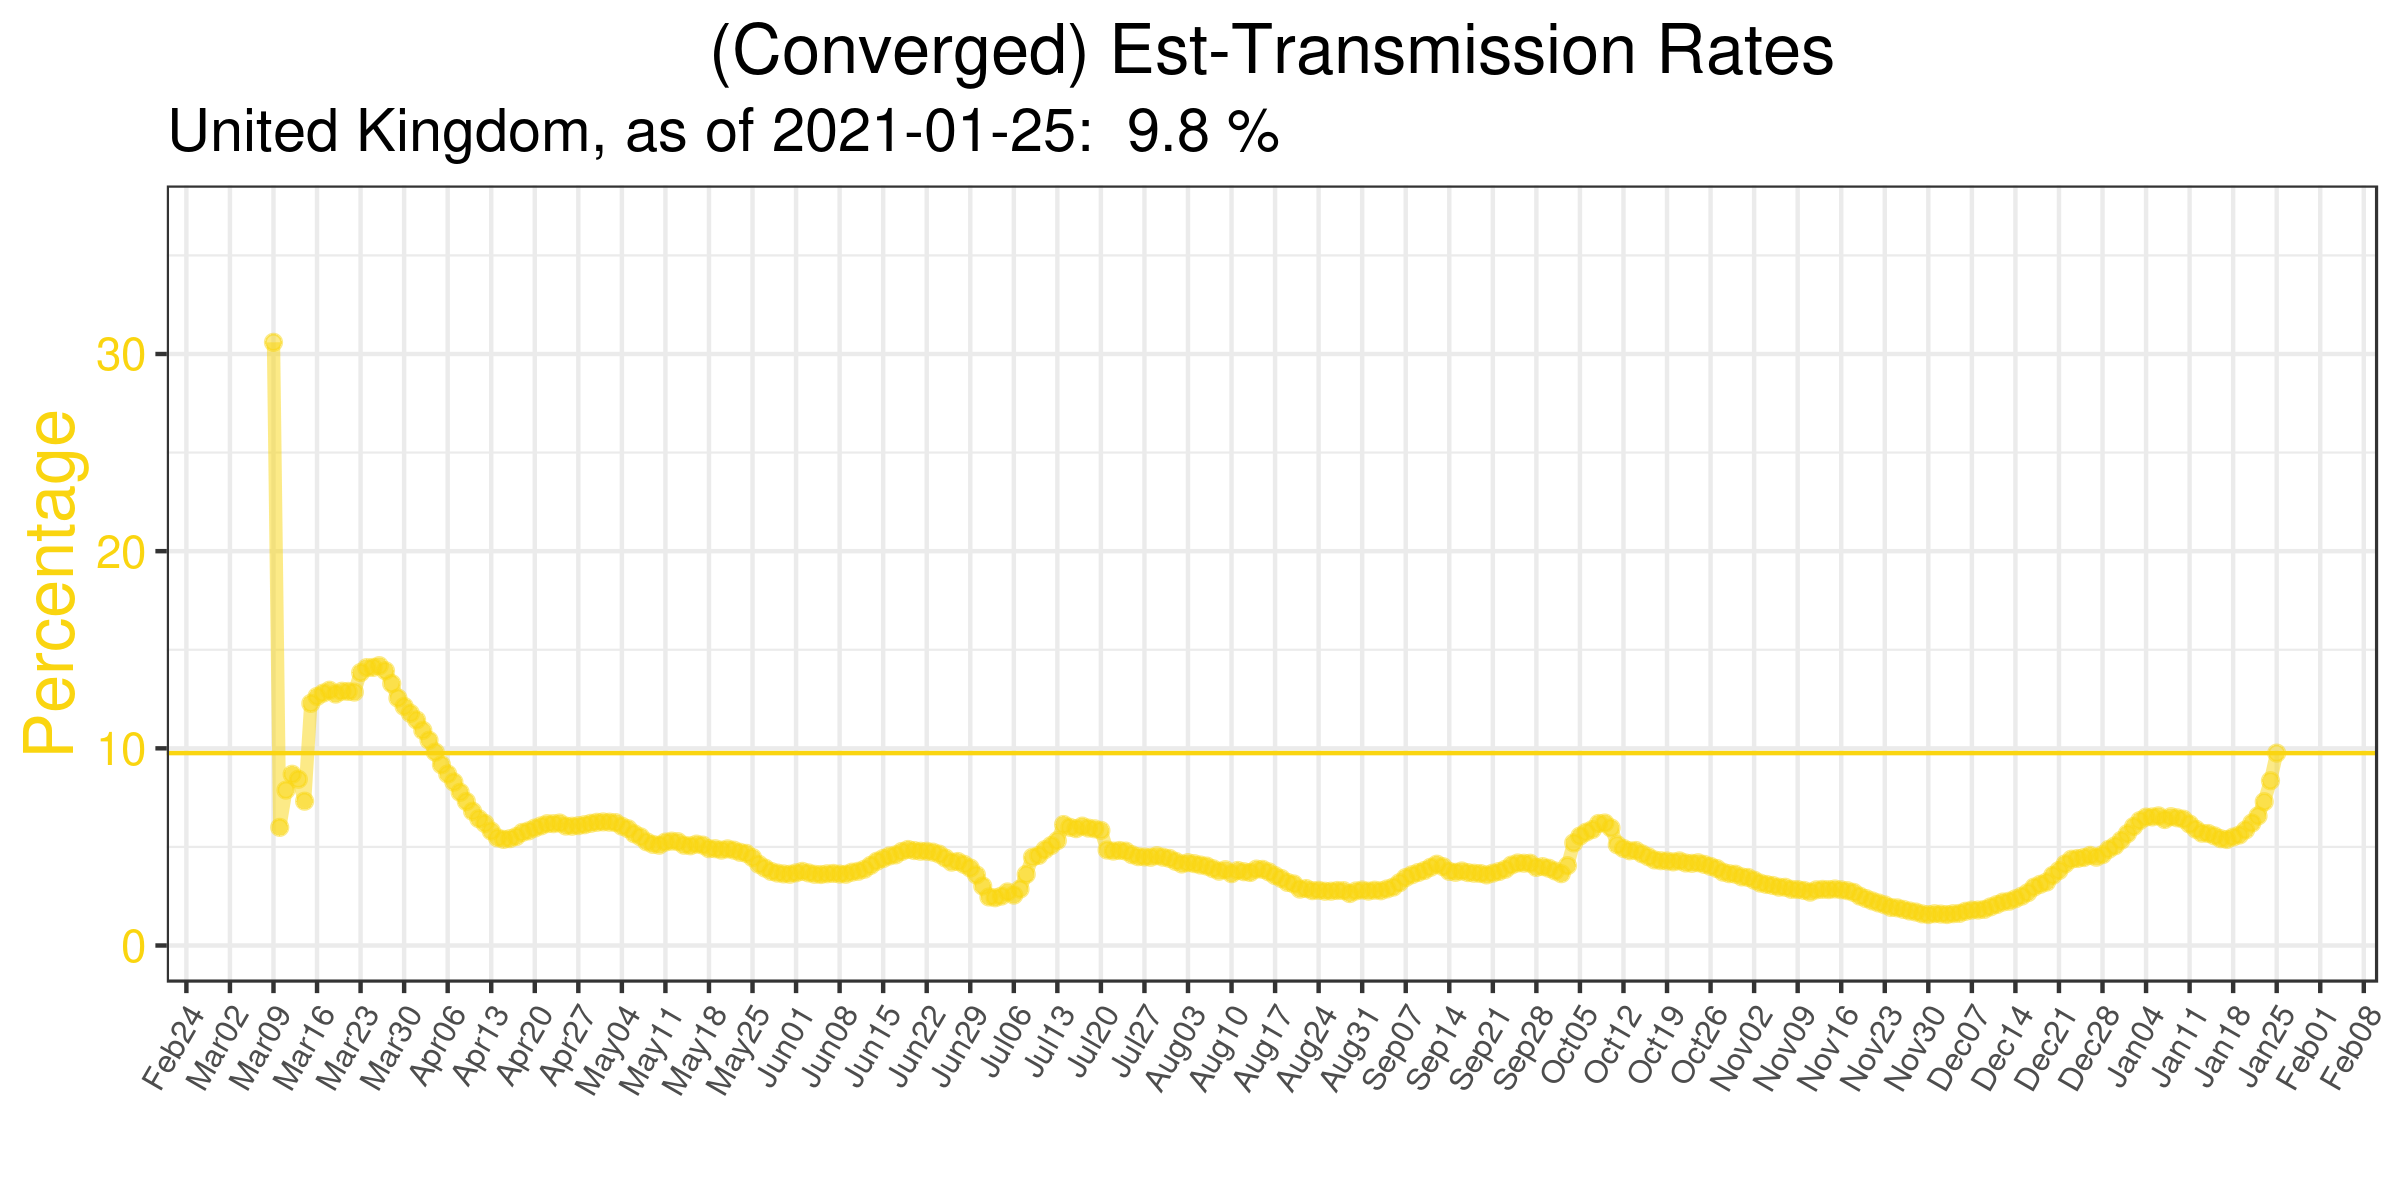 (Converged) Est-Transmission Rates
United Kingdom, as of 2021-01-25:  9.8 %
Percentage
30
20
10
0
Feb24
Mar02
Mar09
Mar16
Mar23
Mar30
Apr06
Apr13
Apr20
Apr27
May04
May11
May18
May25
Jun01
Jun08
Jun15
Jun22
Jun29
Jul06
Jul13
Jul20
Jul27
Aug03
Aug10
Aug17
Aug24
Aug31
Sep07
Sep14
Sep21
Sep28
Oct05
Oct12
Oct19
Oct26
Nov02
Nov09
Nov16
Nov23
Nov30
Dec07
Dec14
Dec21
Dec28
Jan04
Jan11
Jan18
Jan25
Feb01
Feb08